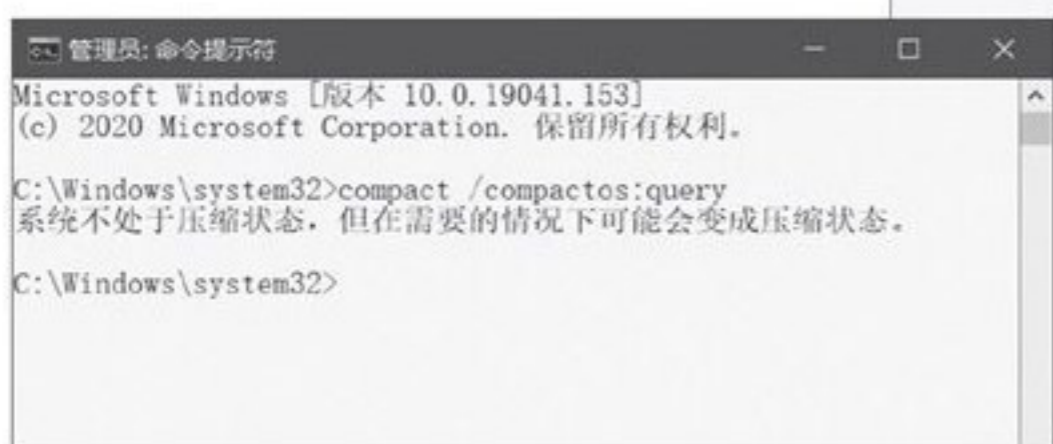 管理员: 命令提示符
Microsoft Windows [版本 10.0.19041.153]
(c) 2020 Microsoft Corporation. 保留所有权利。
C:\Windows\system32>compact /compactos:query
系统不处于压缩状态，但在需要的情况下可能会变成压缩状态。
C:\Windows\system32>